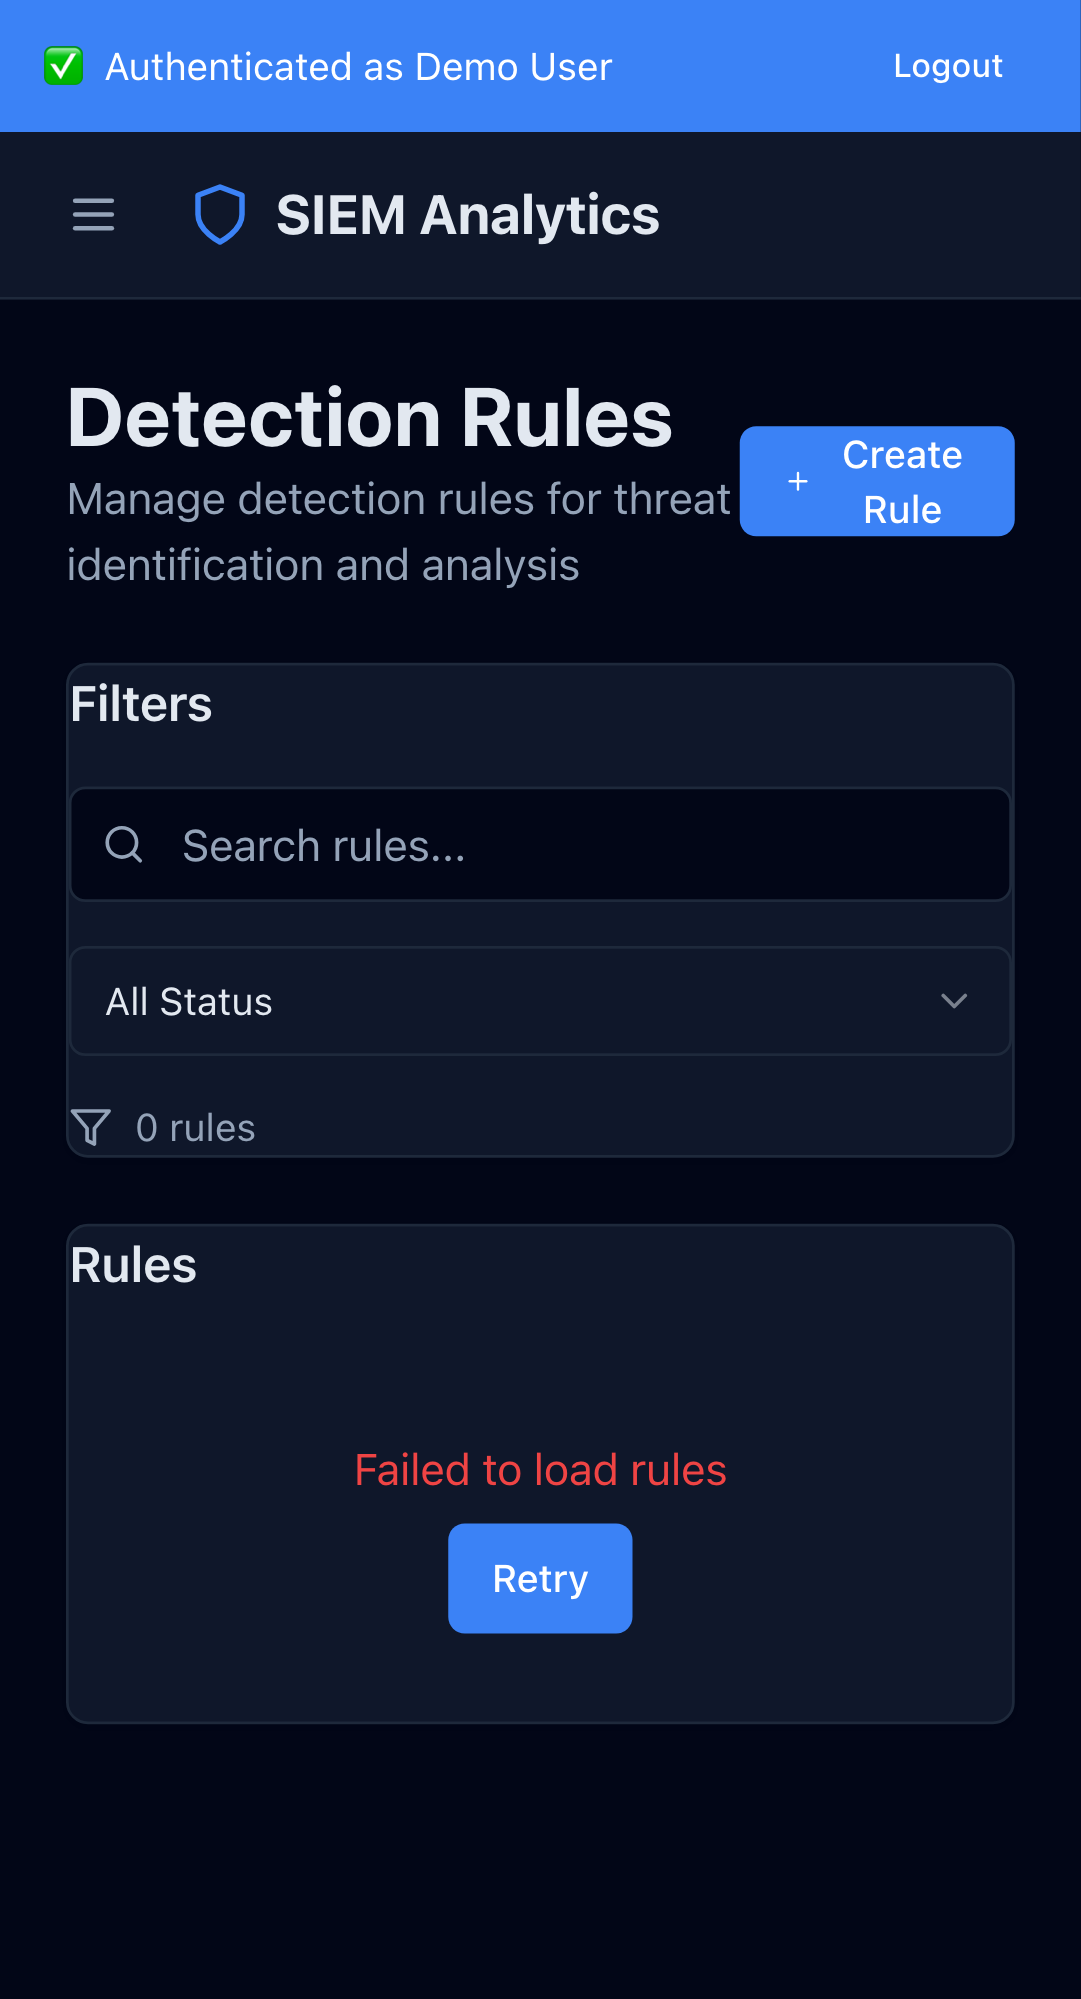 ✅ Authenticated as Demo User
Logout
SIEM Analytics
Detection Rules
Manage detection rules for threat
identification and analysis
+ Create
Rule
Filters
Search rules...
All Status
0 rules
Rules
Failed to load rules
Retry